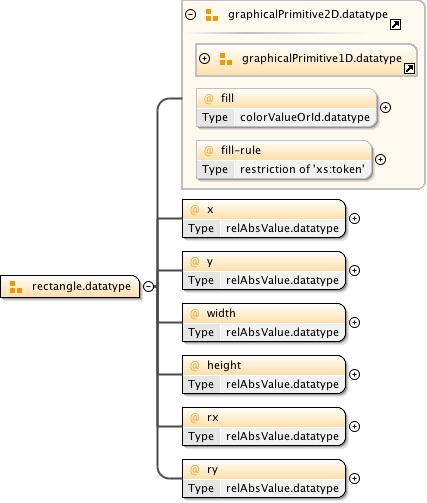 graphicalPrimitive2D.datatype
graphicalPrimitive1D.datatype
@ fill
Type colorValueOrId.datatype
@ fill-rule
Type restriction of 'xs:token'
@ x
Type relAbsValue.datatype
@ y
Type relAbsValue.datatype
rectangle.datatype
@ width
Type relAbsValue.datatype
@ height
Type relAbsValue.datatype
@ rx
Type relAbsValue.datatype
@ ry
Type relAbsValue.datatype